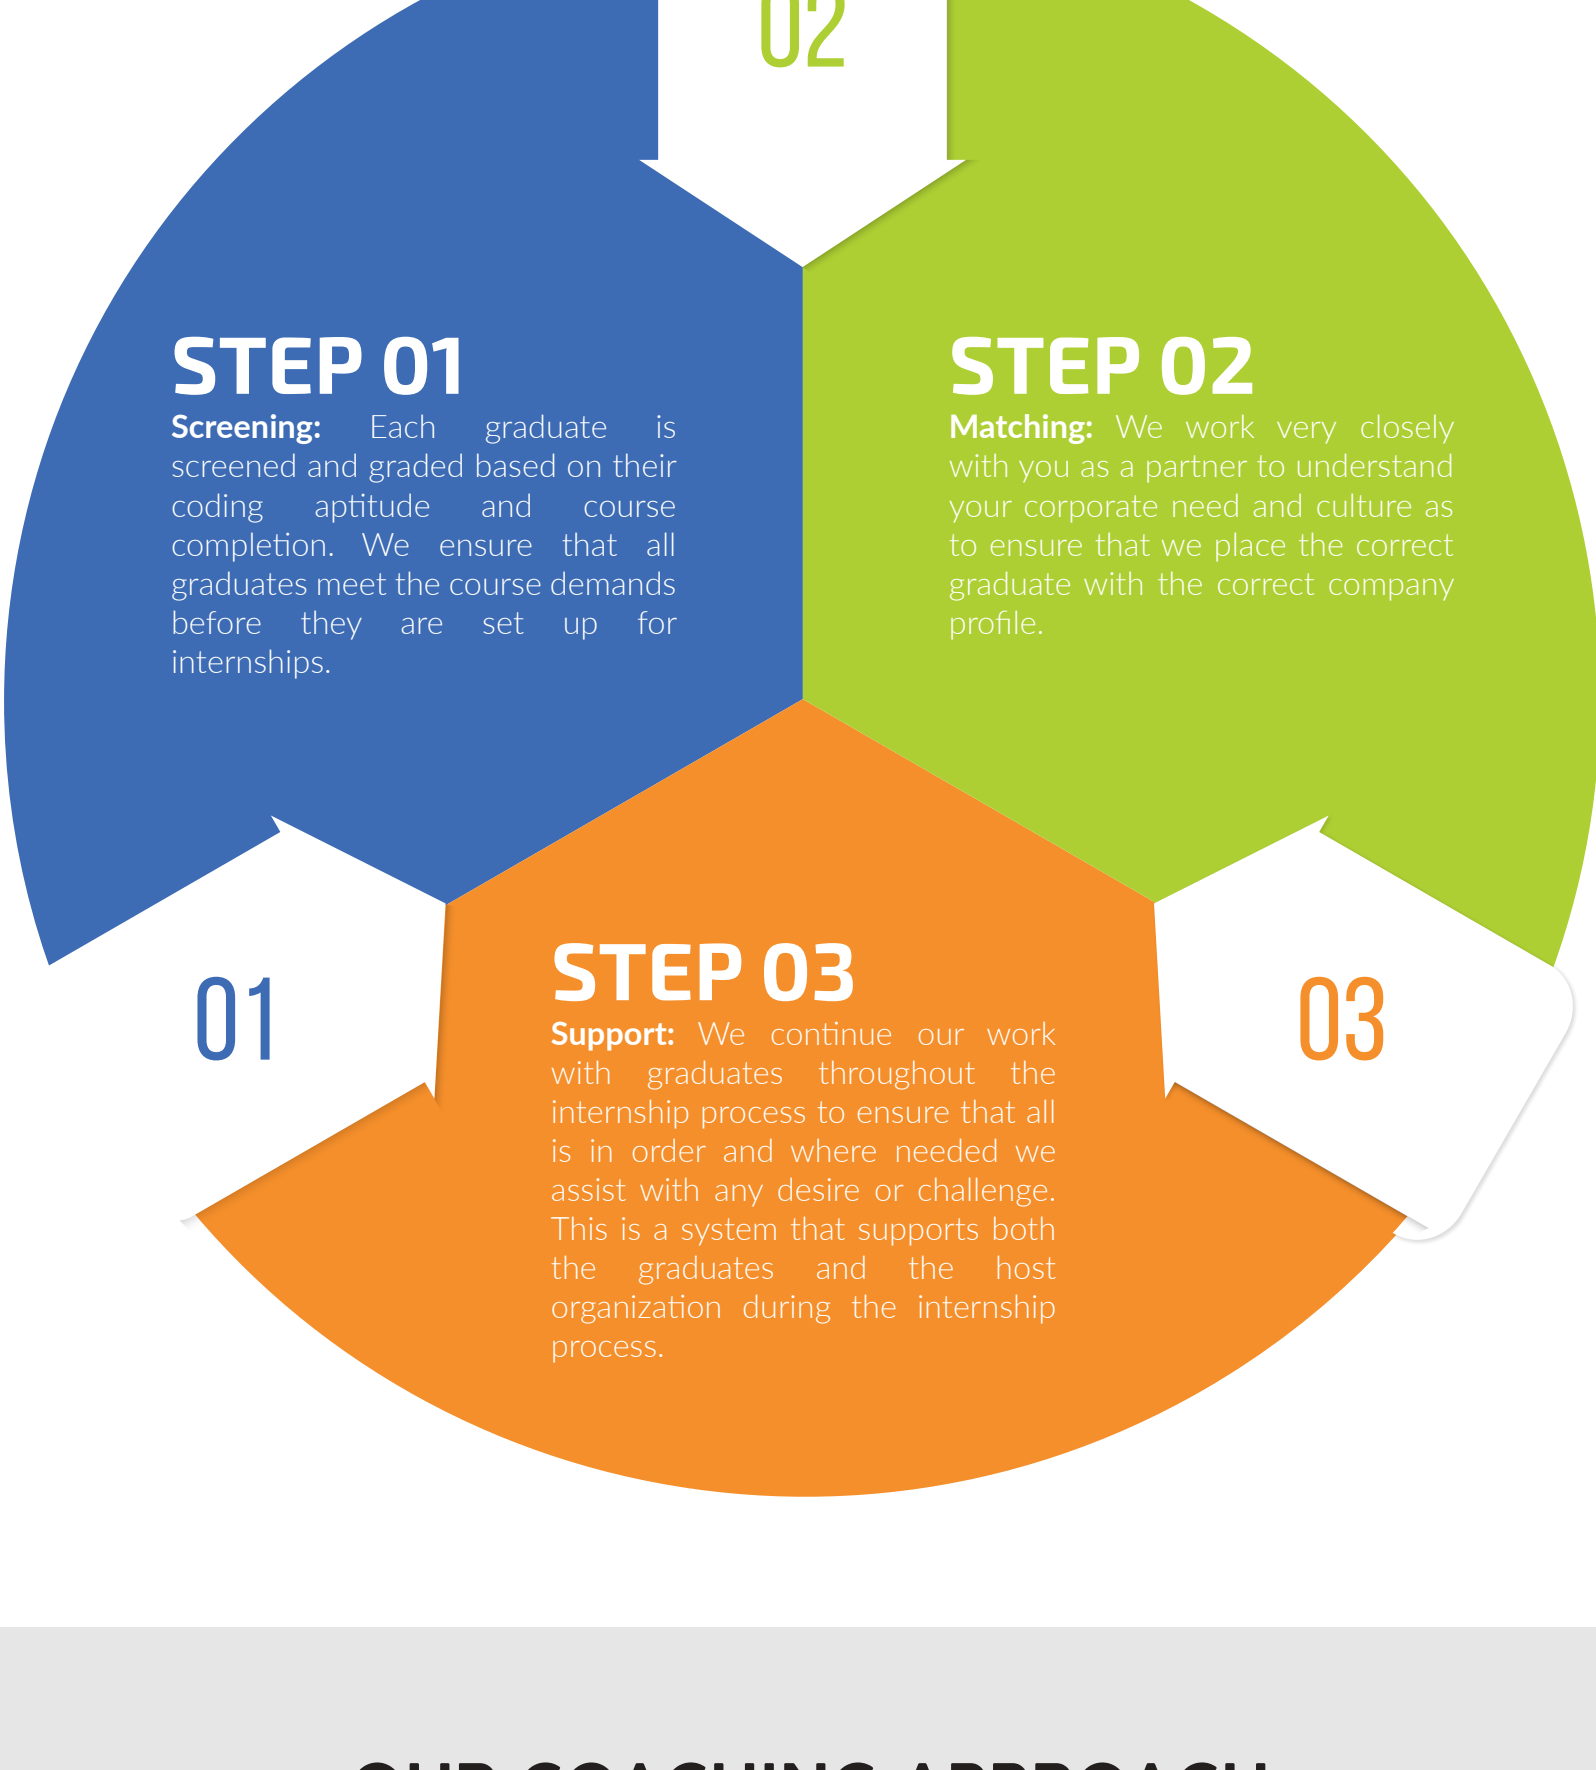 02
STEP 01
Screening: Each graduate is
screened and graded based on their
coding aptitude and course
completion. We ensure that all
graduates meet the course demands
before they are set up for
internships.
STEP 02
Matching: We work very closely
with you as a partner to understand
your corporate need and culture as
to ensure that we place the correct
graduate with the correct company
profile.
01
STEP 03
Support: We continue our work
with graduates throughout the
internship process to ensure that all
is in order and where needed we
assist with any desire or challenge.
This is a system that supports both
the graduates and the host
organization during the internship
process.
03
OUR COACHING APPROACH